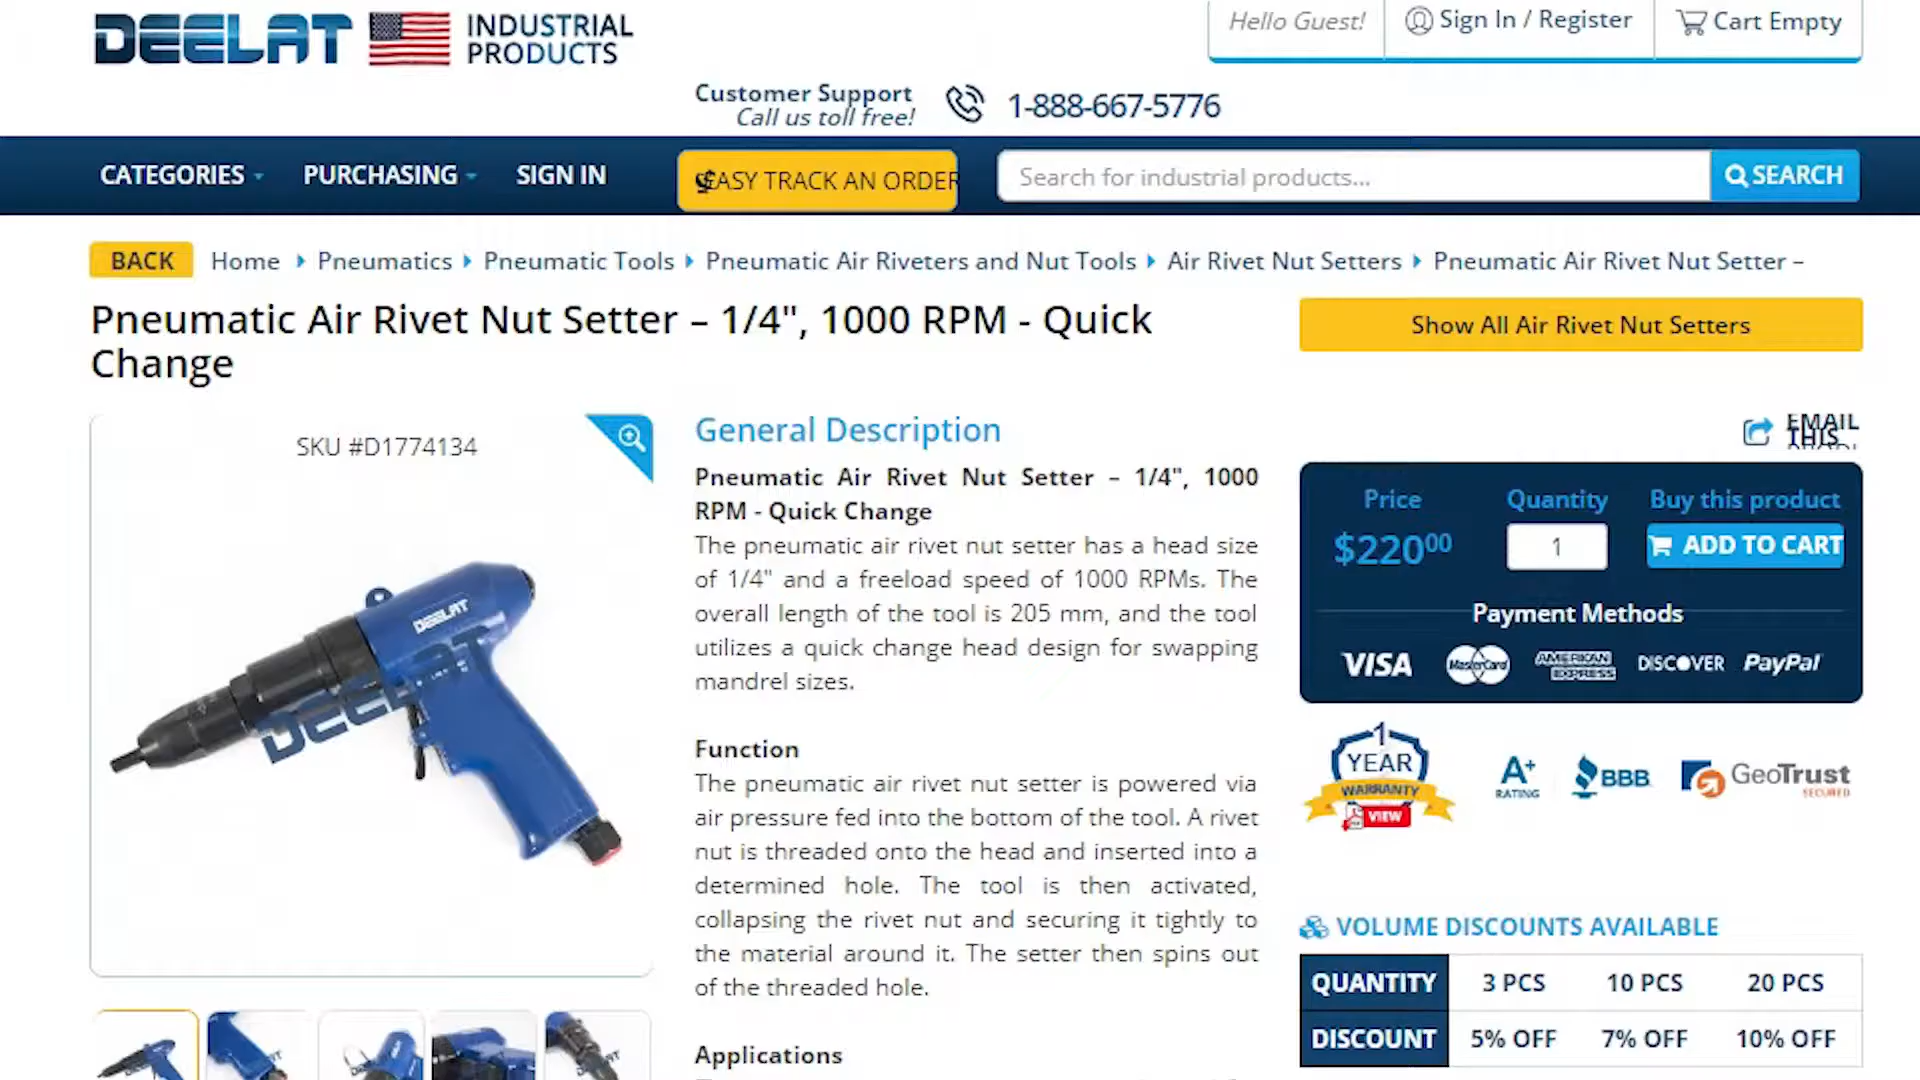 DEELAT INDUSTRIAL PRODUCTS
Hello Guest!
Sign In / Register
Cart Empty
Customer Support
Call us toll free!
1-888-667-5776
CATEGORIES
PURCHASING
SIGN IN
EASY TRACK AN ORDER
Search for industrial products...
SEARCH
BACK
Home
Pneumatics
Pneumatic Tools
Pneumatic Air Riveters and Nut Tools
Air Rivet Nut Setters
Pneumatic Air Rivet Nut Setter –
Pneumatic Air Rivet Nut Setter – 1/4", 1000 RPM - Quick
Change
Show All Air Rivet Nut Setters
SKU #D1774134
DEELAT
DEELAT
General Description
Pneumatic Air Rivet Nut Setter – 1/4", 1000
RPM - Quick Change
The pneumatic air rivet nut setter has a head size
of 1/4" and a freeload speed of 1000 RPMs. The
overall length of the tool is 205 mm, and the tool
utilizes a quick change head design for swapping
mandrel sizes.
Function
The pneumatic air rivet nut setter is powered via
air pressure fed into the bottom of the tool. A rivet
nut is threaded onto the head and inserted into a
determined hole. The tool is then activated,
collapsing the rivet nut and securing it tightly to
the material around it. The setter then spins out
of the threaded hole.
Applications
EMAIL
THIS
Price
Quantity
Buy this product
$220⁰⁰
1
ADD TO CART
Payment Methods
VISA
MasterCard
AMERICAN EXPRESS
DISCOVER
PayPal
1
YEAR
WARRANTY
VIEW
A+
RATING
BBB
GeoTrust
SECURED
VOLUME DISCOUNTS AVAILABLE
QUANTITY 3 PCS 10 PCS 20 PCS
DISCOUNT 5% OFF 7% OFF 10% OFF